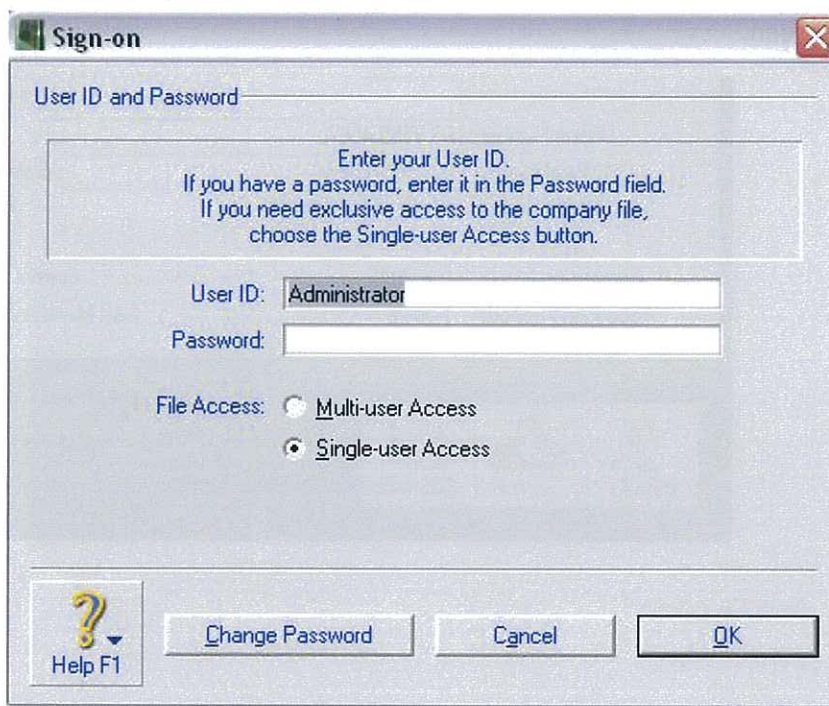 Sign-on
User ID and Password
Enter your User ID.
If you have a password, enter it in the Password field.
If you need exclusive access to the company file,
choose the Single-user Access button.
User ID: Administrator
Password:
File Access: Multi-user Access
Single-user Access
Help F1
Change Password
Cancel
OK